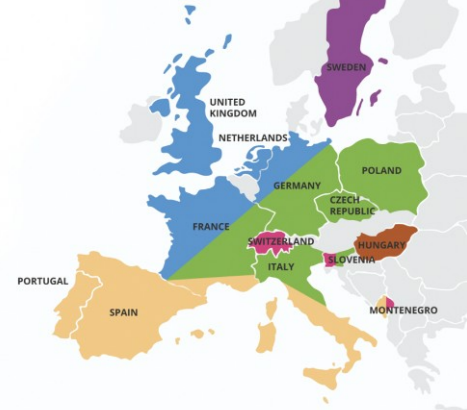 SWEDEN
UNITED
KINGDOM
NETHERLANDS
POLAND
GERMANY
CZECH
REPUBLIC
FRANCE
SWITZERLAND
HUNGARY
SLOVENIA
ITALY
PORTUGAL
SPAIN
MONTENEGRO